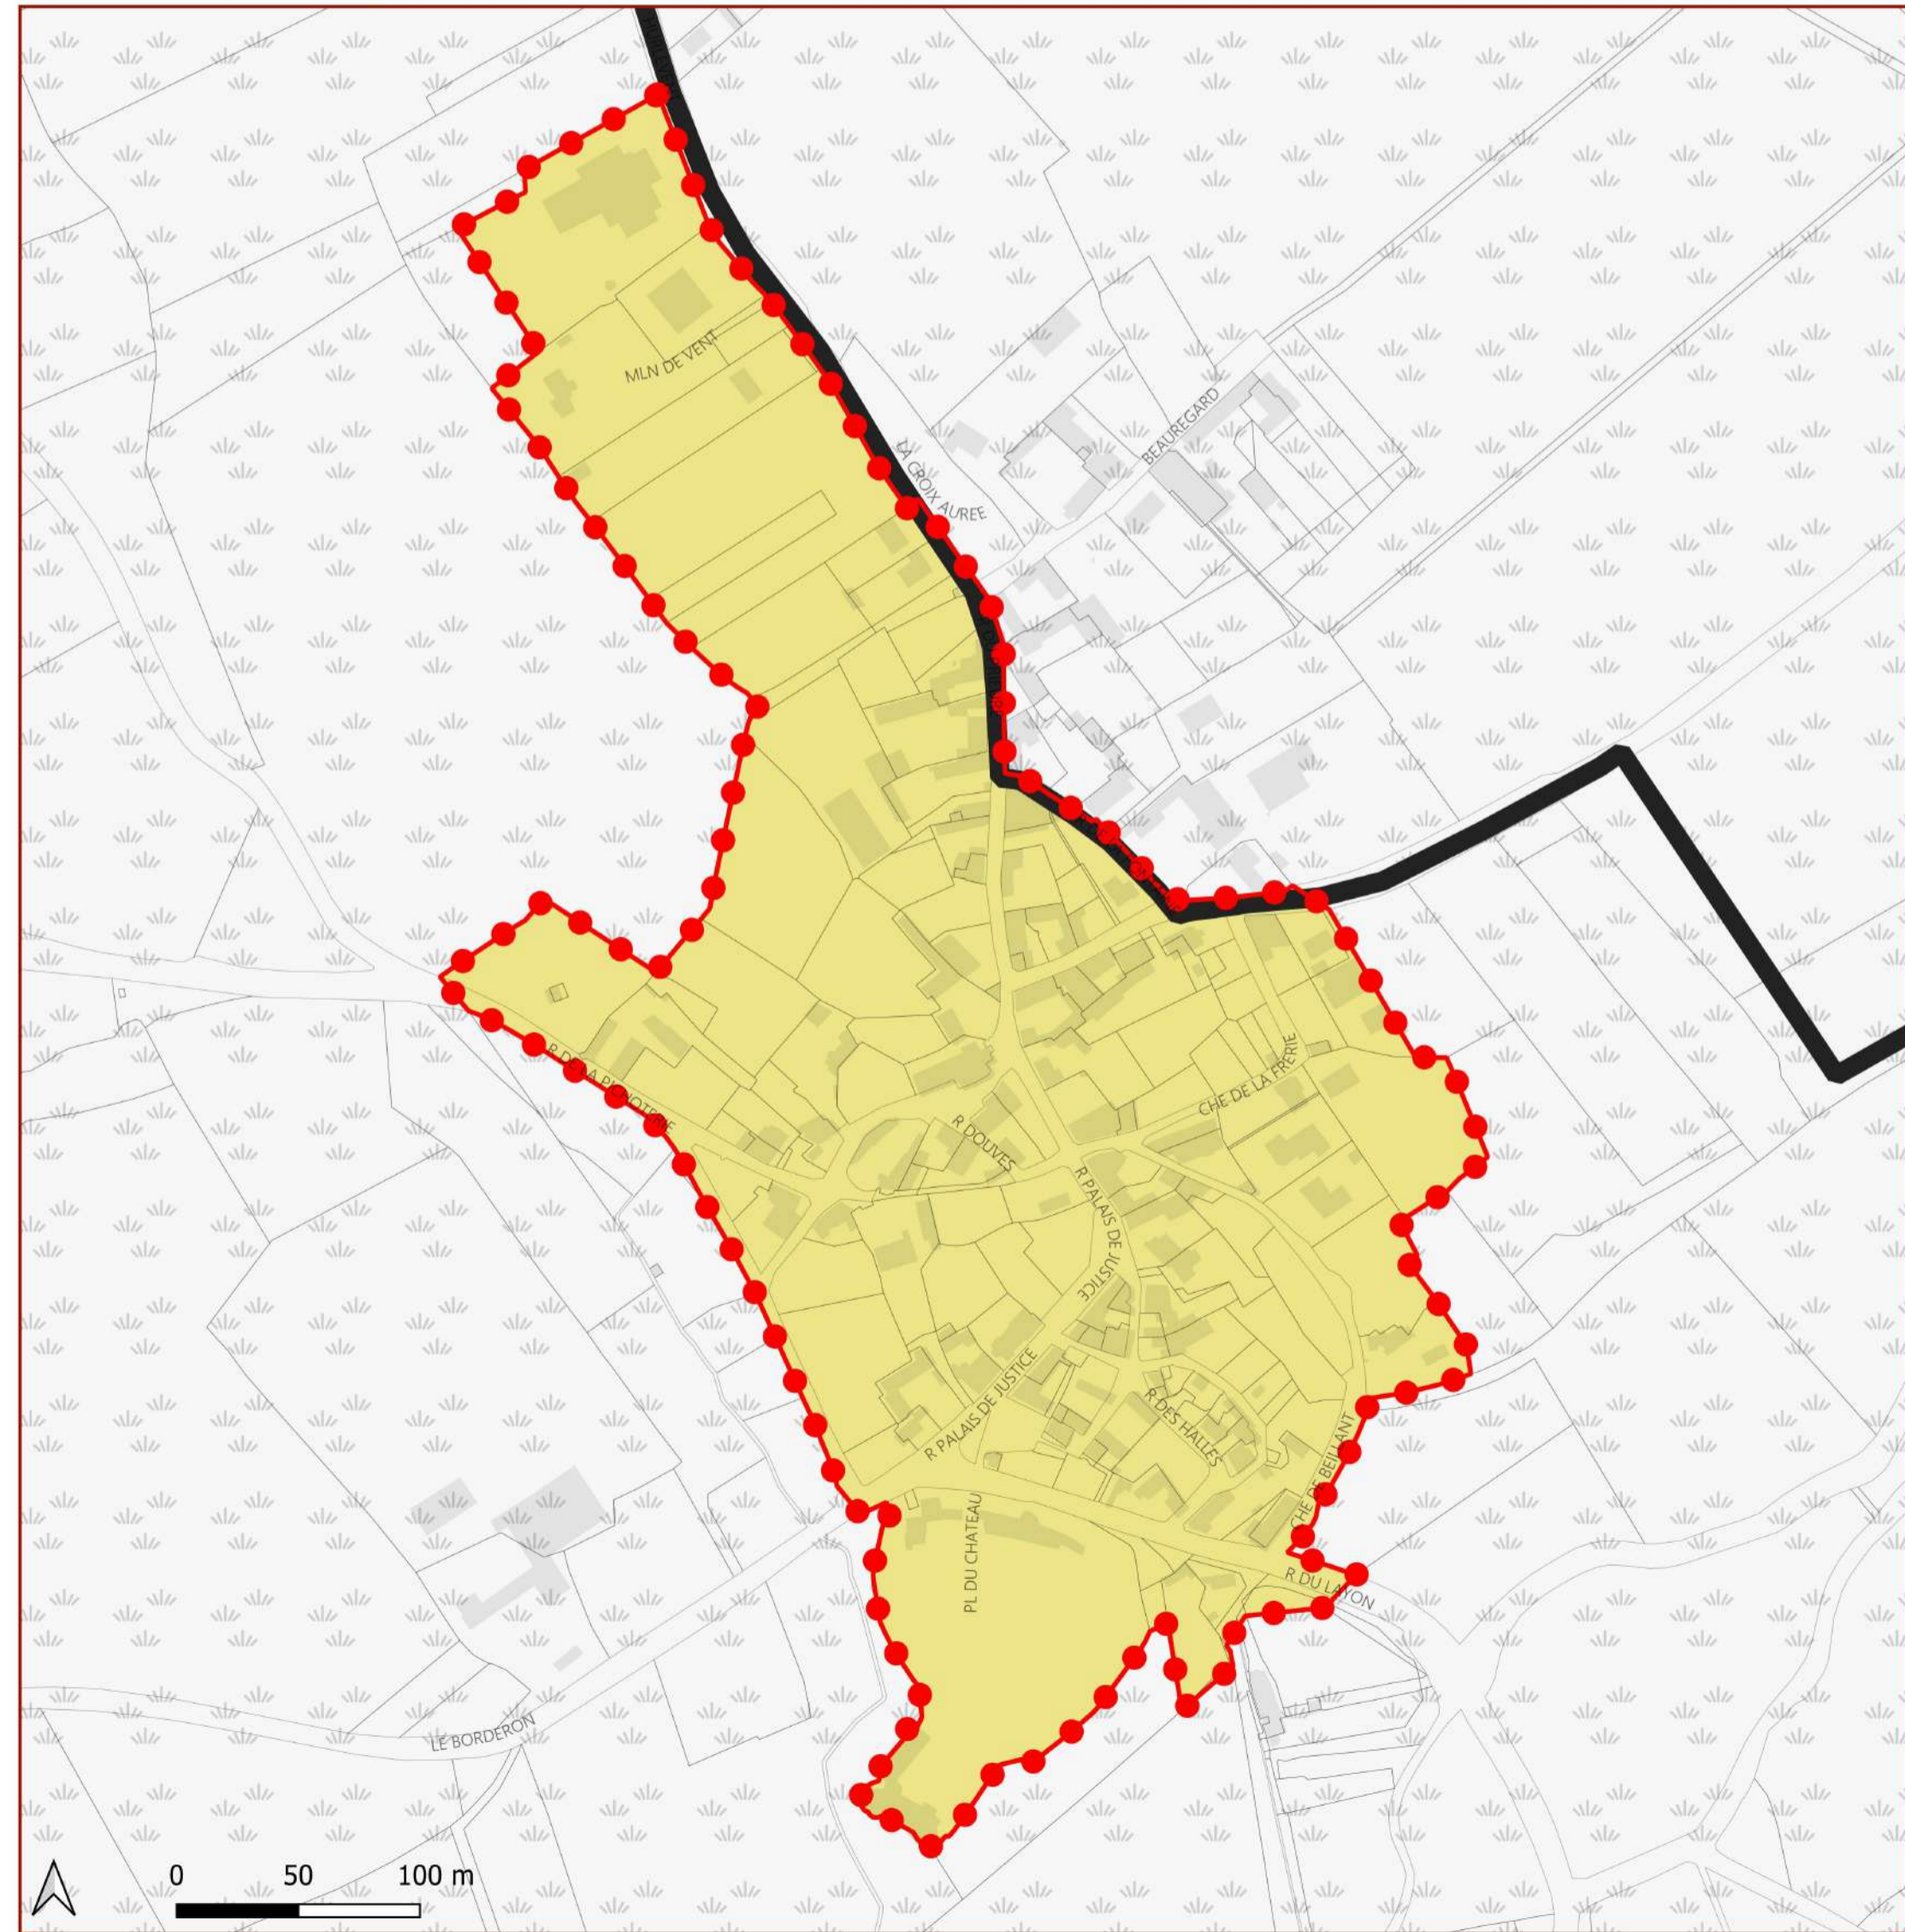 MLN DE VENT
BEAUREGARD
LA CROIX AUREE
R DE LA PICHOTERIE
CHE DE LA FRERIE
R DOUVES
R PALAIS DE JUSTICE
R PALAIS DE JUSTICE
R DES HALLES
CHE DE BEILLANT
PL DU CHATEAU
R DU LAYON
LE BORDERON
0 50 100 m